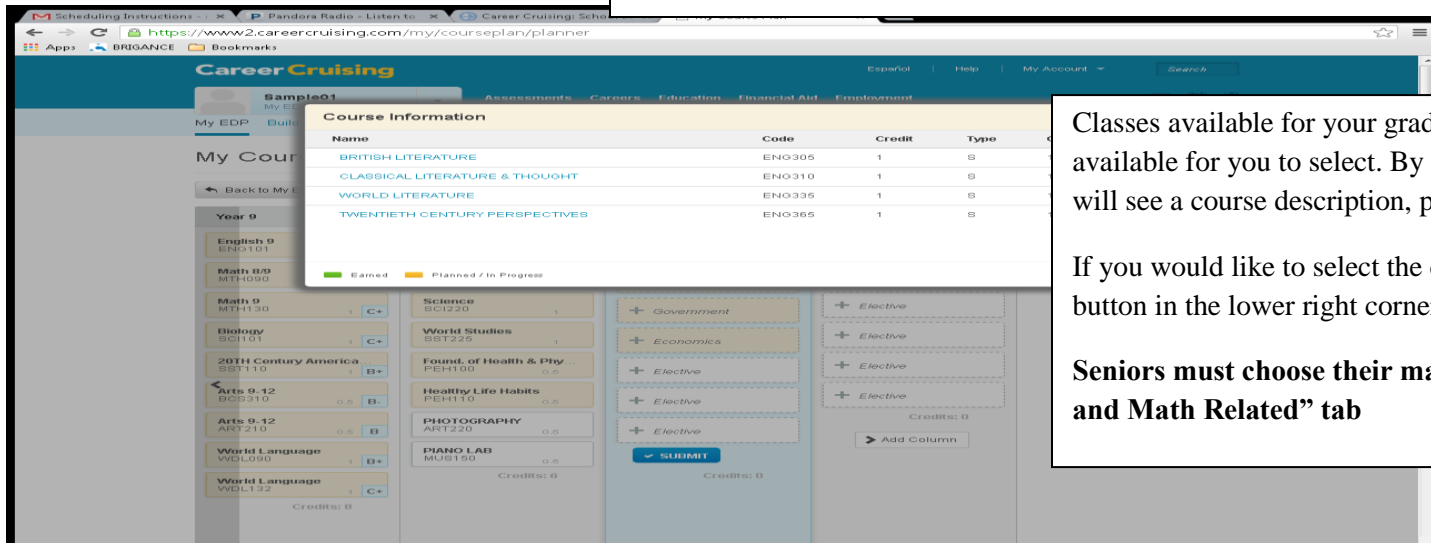 Scheduling Instructions -
Pandora Radio - Listen to
Career Cruising: Scho
https://www2.careercruising.com/my/courseplan/planner
Apps BRIGANCE Bookmarks
Career Cruising
Español | Help | My Account Search
Sample01
Assessments Careers Education Financial Aid Employment
My EDP
Course Information
Name Code Credit Type
BRITISH LITERATURE ENG305 1 S
CLASSICAL LITERATURE & THOUGHT ENG310 1 S
WORLD LITERATURE ENG335 1 S
TWENTIETH CENTURY PERSPECTIVES ENG365 1 S
Earned Planned / In Progress
My Cour
Back to My E
Year 9
English 9
ENG101
Math 8/9
MTH090
Math 9
MTH130 1 C+
Biology
SCI101 1 C+
20TH Century America...
SST110 1 B+
Arts 9-12
BCS310 0.5 B-
Arts 9-12
ART210 0.5 B
World Language
WDL090 1 B+
World Language
WDL132 1 C+
Credits: 0
Science
SCI220 1
World Studies
SST225 1
Found. of Health & Phy...
PEH100 0.5
Healthy Life Habits
PEH110 0.5
PHOTOGRAPHY
ART220 0.5
PIANO LAB
MUS150 0.5
Credits: 6
+ Government
+ Economics
+ Elective
+ Elective
+ Elective
SUBMIT
Credits: 0
+ Elective
+ Elective
+ Elective
+ Elective
Credits: 0
Add Column
Classes available for your grad
available for you to select. By
will see a course description, p
If you would like to select the
button in the lower right corne
Seniors must choose their ma
and Math Related” tab